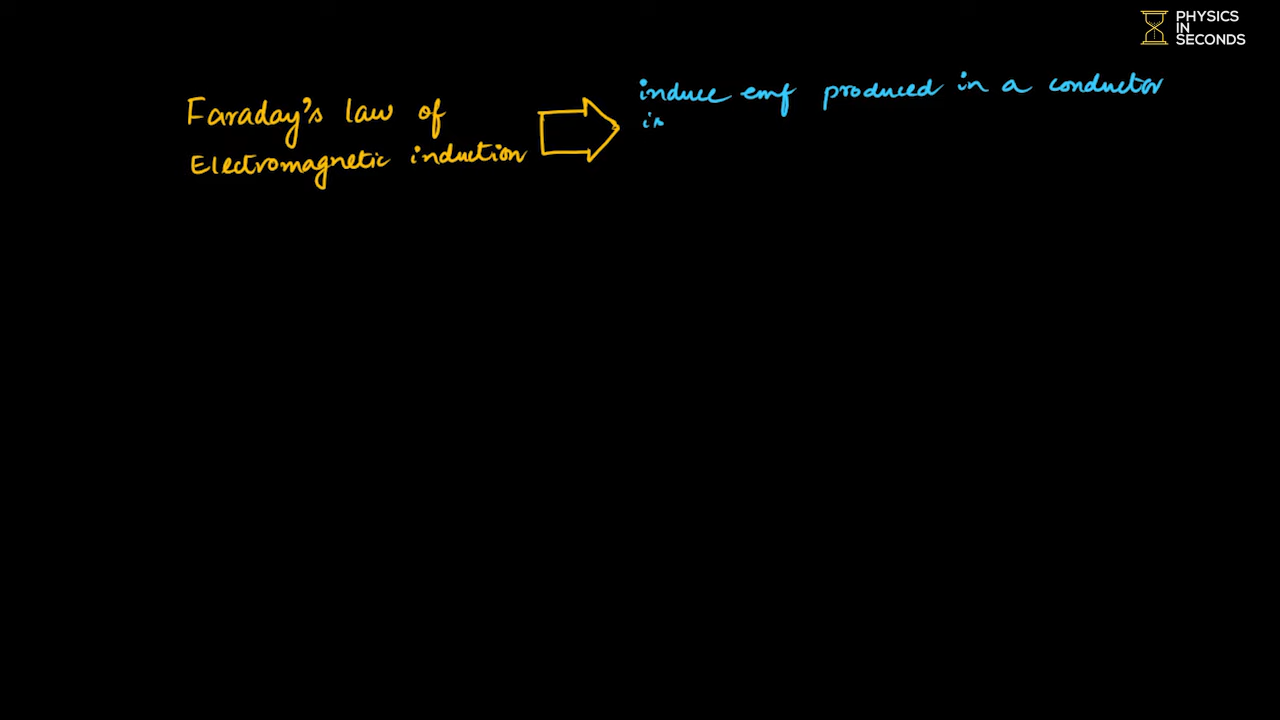 PHYSICS
IN
SECONDS
Faraday's law of
Electromagnetic induction
induce emf produced in a conductor